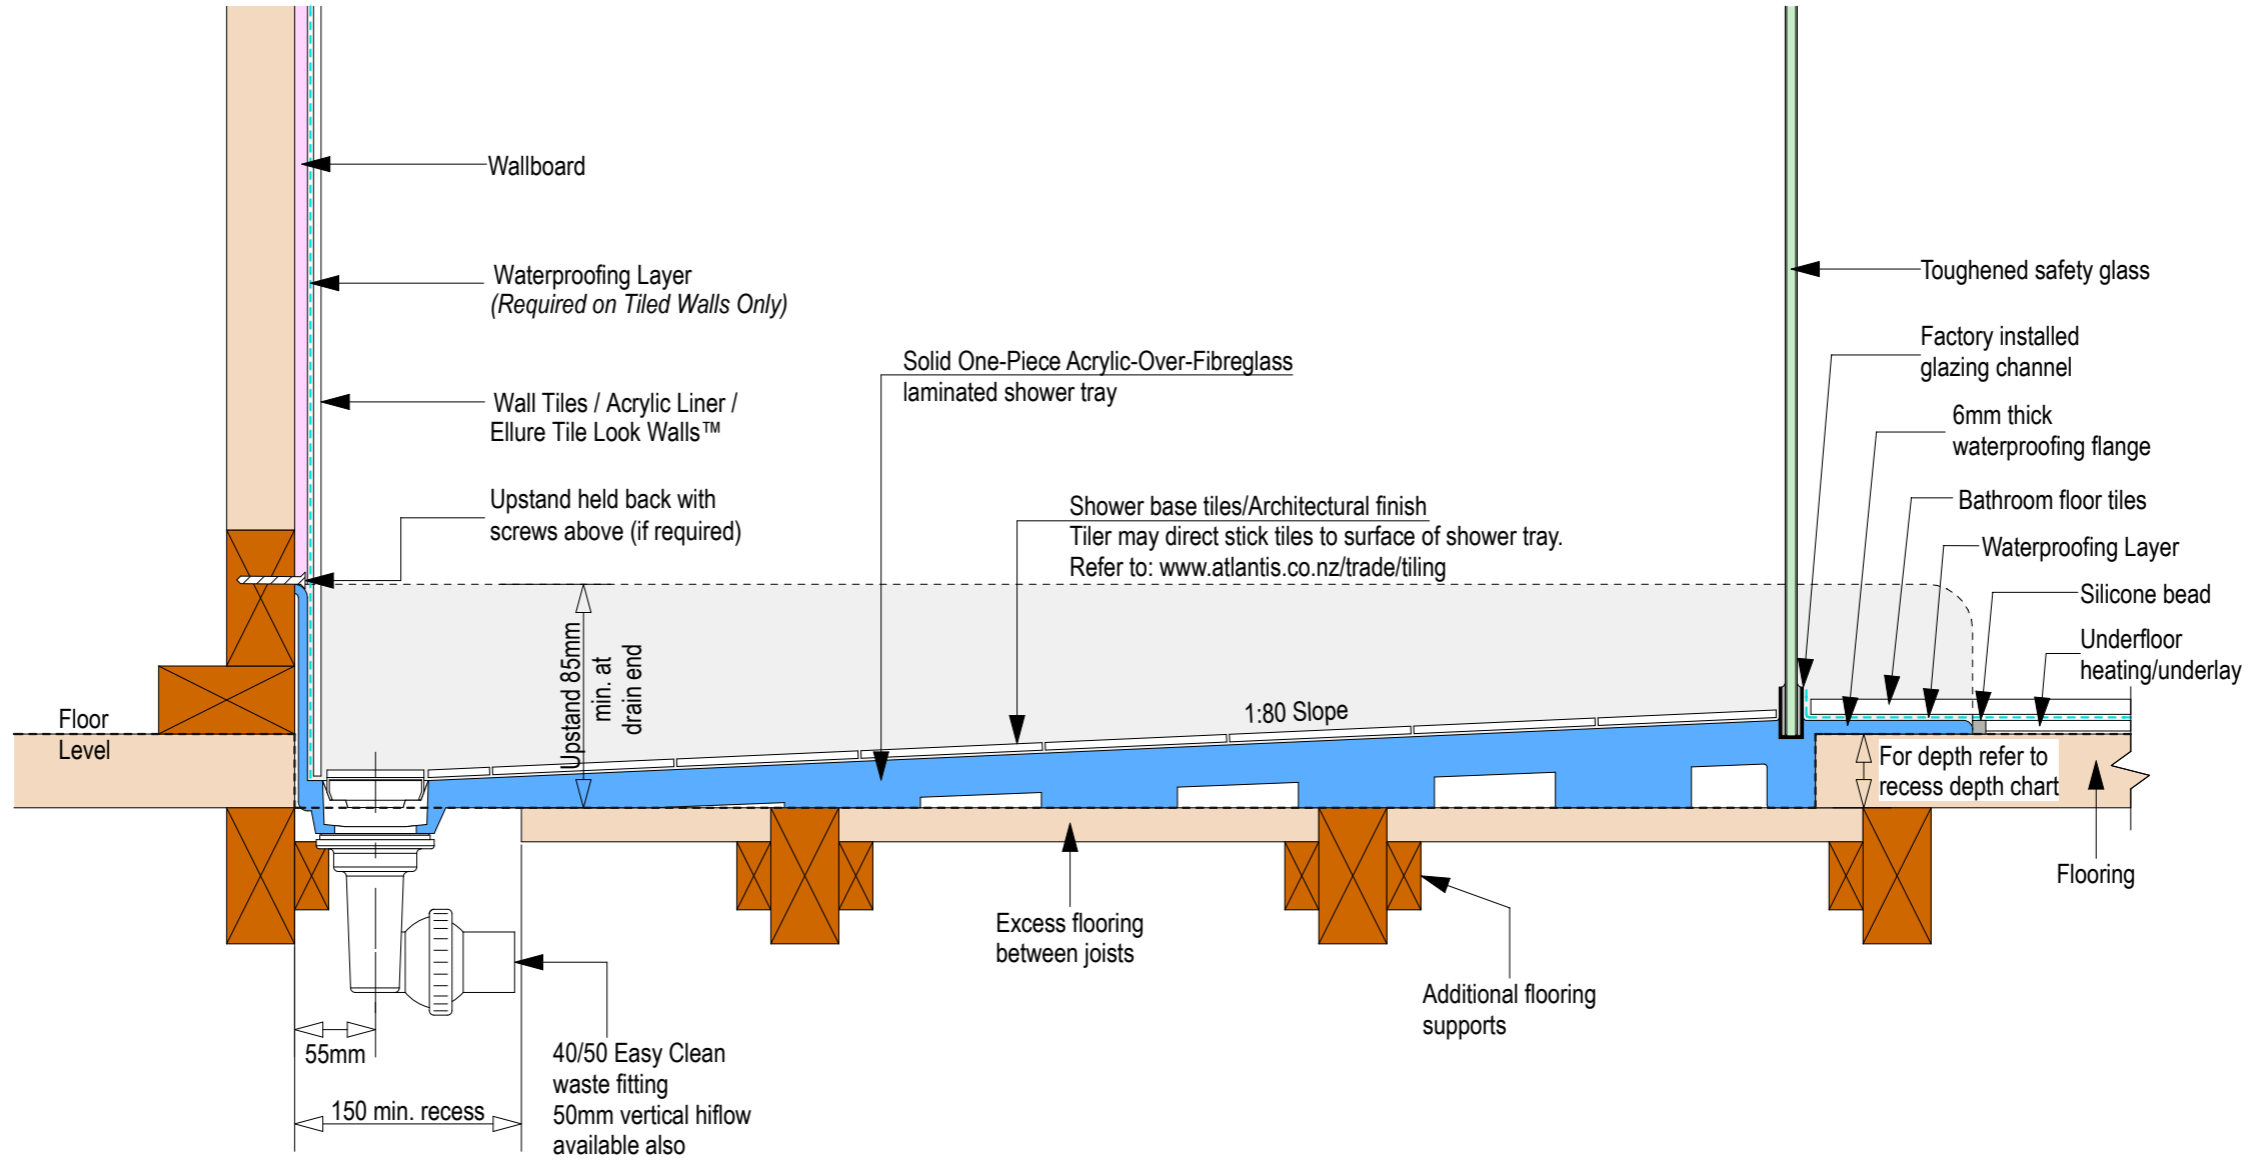 Wallboard
Waterproofing Layer
(Required on Tiled Walls Only)
Wall Tiles / Acrylic Liner /
Ellure Tile Look Walls™
Upstand held back with
screws above (if required)
Solid One-Piece Acrylic-Over-Fibreglass
laminated shower tray
Shower base tiles/Architectural finish
Tiler may direct stick tiles to surface of shower tray.
Refer to: www.atlantis.co.nz/trade/tiling
Toughened safety glass
Factory installed
glazing channel
6mm thick
waterproofing flange
Bathroom floor tiles
Waterproofing Layer
Silicone bead
Underfloor
heating/underlay
Floor
Level
Upstand 85mm
min. at
drain end
1:80 Slope
For depth refer to
recess depth chart
Flooring
Excess flooring
between joists
Additional flooring
supports
55mm
150 min. recess
40/50 Easy Clean
waste fitting
50mm vertical hiflow
available also